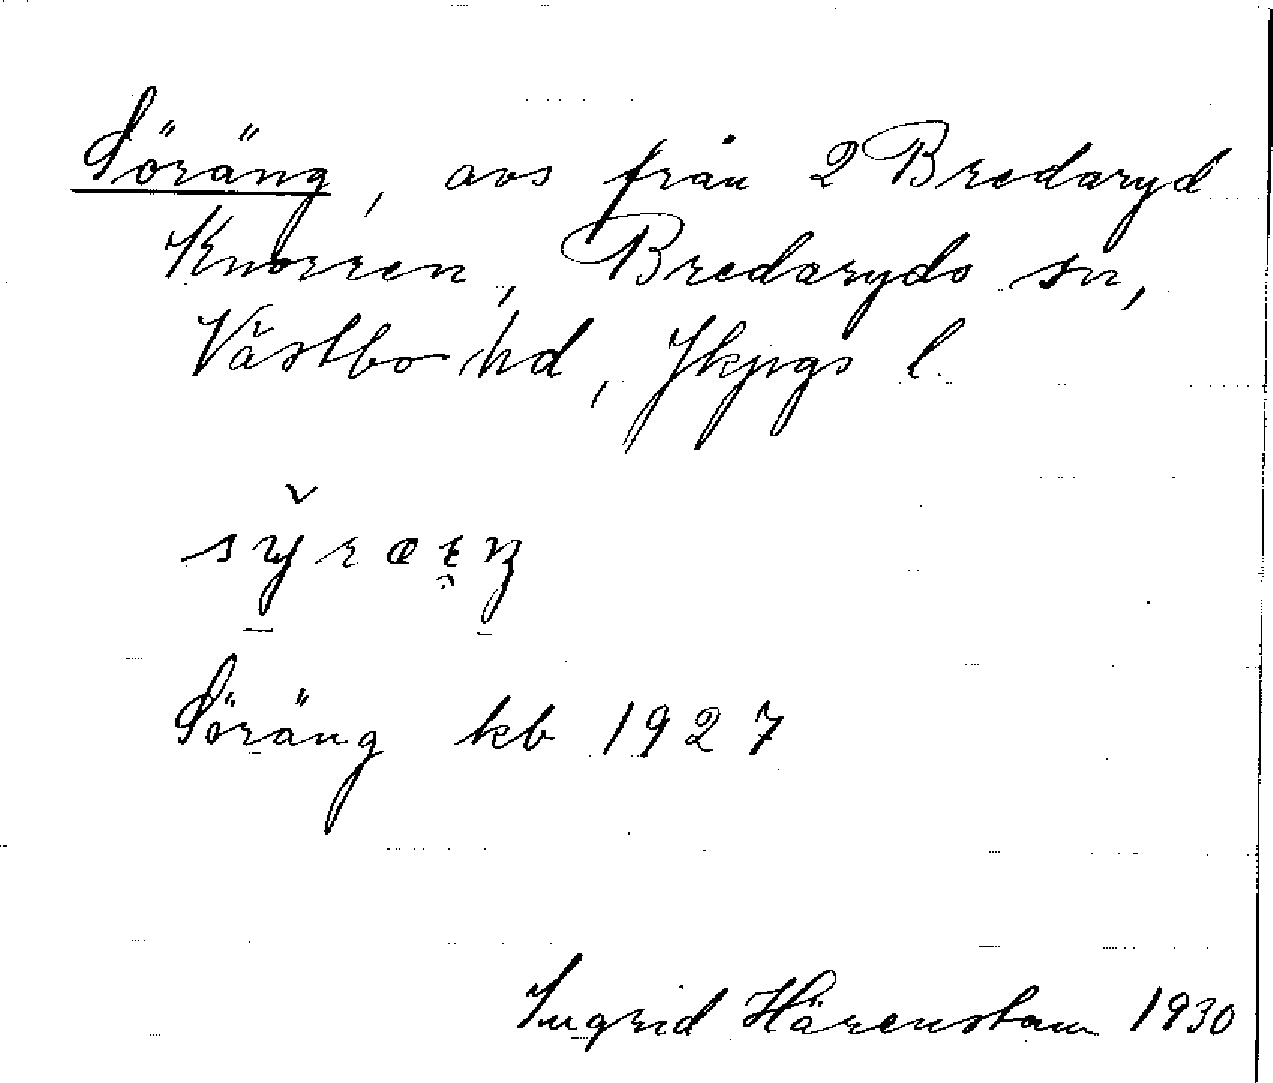 Söräng, avs från 2 Bredaryd
Knorren, Bredaryds sn,
Västbo hd, Jkpgs l.
Söräng kb 1927
Ingrid Härenstam 1930